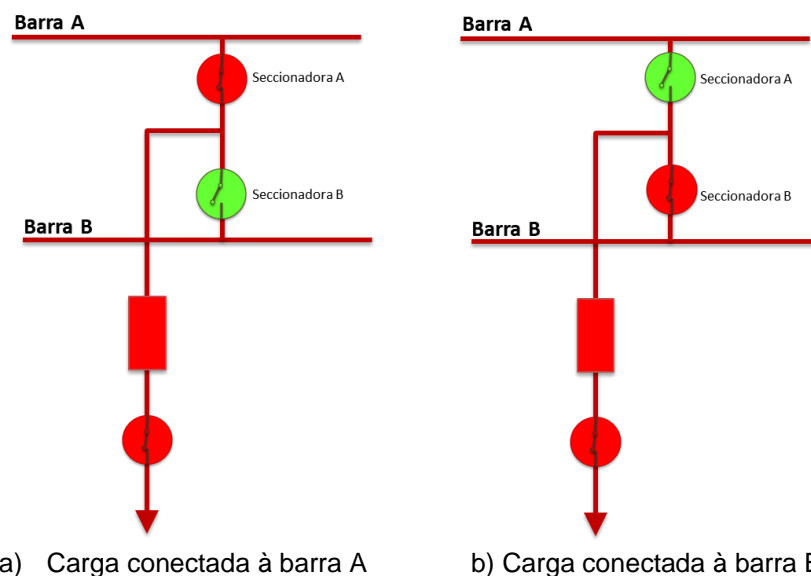 Barra A
Seccionadora A
Seccionadora B
Barra B
a) Carga conectada à barra A
Barra A
Seccionadora A
Seccionadora B
Barra B
b) Carga conectada à barra B